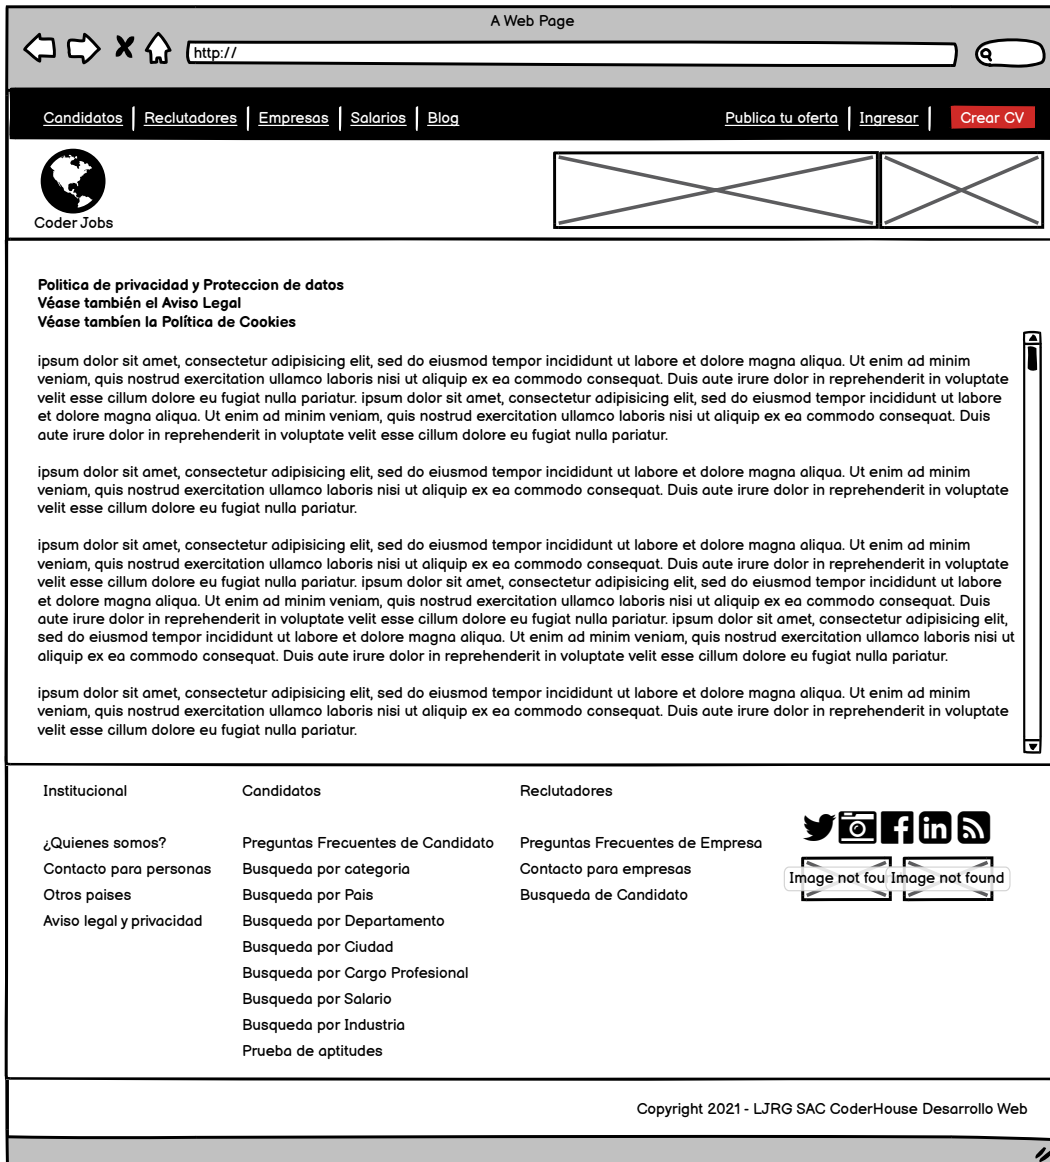 A Web Page
http://
Candidatos Reclutadores Empresas Salarios Blog Publica tu oferta Ingresar Crear CV
Coder Jobs
Politica de privacidad y Proteccion de datos
Véase también el Aviso Legal
Véase tambíen la Política de Cookies
ipsum dolor sit amet, consectetur adipisicing elit, sed do eiusmod tempor incididunt ut labore et dolore magna aliqua. Ut enim ad minim
veniam, quis nostrud exercitation ullamco laboris nisi ut aliquip ex ea commodo consequat. Duis aute irure dolor in reprehenderit in voluptate
velit esse cillum dolore eu fugiat nulla pariatur. ipsum dolor sit amet, consectetur adipisicing elit, sed do eiusmod tempor incididunt ut labore
et dolore magna aliqua. Ut enim ad minim veniam, quis nostrud exercitation ullamco laboris nisi ut aliquip ex ea commodo consequat. Duis
aute irure dolor in reprehenderit in voluptate velit esse cillum dolore eu fugiat nulla pariatur.
ipsum dolor sit amet, consectetur adipisicing elit, sed do eiusmod tempor incididunt ut labore et dolore magna aliqua. Ut enim ad minim
veniam, quis nostrud exercitation ullamco laboris nisi ut aliquip ex ea commodo consequat. Duis aute irure dolor in reprehenderit in voluptate
velit esse cillum dolore eu fugiat nulla pariatur.
ipsum dolor sit amet, consectetur adipisicing elit, sed do eiusmod tempor incididunt ut labore et dolore magna aliqua. Ut enim ad minim
veniam, quis nostrud exercitation ullamco laboris nisi ut aliquip ex ea commodo consequat. Duis aute irure dolor in reprehenderit in voluptate
velit esse cillum dolore eu fugiat nulla pariatur. ipsum dolor sit amet, consectetur adipisicing elit, sed do eiusmod tempor incididunt ut labore
et dolore magna aliqua. Ut enim ad minim veniam, quis nostrud exercitation ullamco laboris nisi ut aliquip ex ea commodo consequat. Duis
aute irure dolor in reprehenderit in voluptate velit esse cillum dolore eu fugiat nulla pariatur. ipsum dolor sit amet, consectetur adipisicing elit,
sed do eiusmod tempor incididunt ut labore et dolore magna aliqua. Ut enim ad minim veniam, quis nostrud exercitation ullamco laboris nisi ut
aliquip ex ea commodo consequat. Duis aute irure dolor in reprehenderit in voluptate velit esse cillum dolore eu fugiat nulla pariatur.
ipsum dolor sit amet, consectetur adipisicing elit, sed do eiusmod tempor incididunt ut labore et dolore magna aliqua. Ut enim ad minim
veniam, quis nostrud exercitation ullamco laboris nisi ut aliquip ex ea commodo consequat. Duis aute irure dolor in reprehenderit in voluptate
velit esse cillum dolore eu fugiat nulla pariatur.
Institucional
¿Quienes somos?
Contacto para personas
Otros paises
Aviso legal y privacidad
Candidatos
Preguntas Frecuentes de Candidato
Busqueda por categoria
Busqueda por Pais
Busqueda por Departamento
Busqueda por Ciudad
Busqueda por Cargo Profesional
Busqueda por Salario
Busqueda por Industria
Prueba de aptitudes
Reclutadores
Preguntas Frecuentes de Empresa
Contacto para empresas
Busqueda de Candidato
Image not fou Image not found
Copyright 2021 - LJRG SAC CoderHouse Desarrollo Web